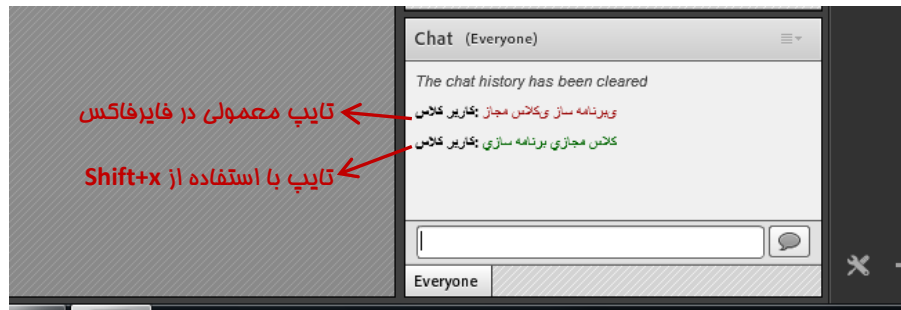 Chat (Everyone)
The chat history has been cleared
تایپ معمولی در فایرفاکس
یبرنامه ساز یکلاس مجاز :کاربر کلاس
کلاس مجازي برنامه سازي :کاربر کلاس
تایپ با استفاده از Shift+x
Everyone